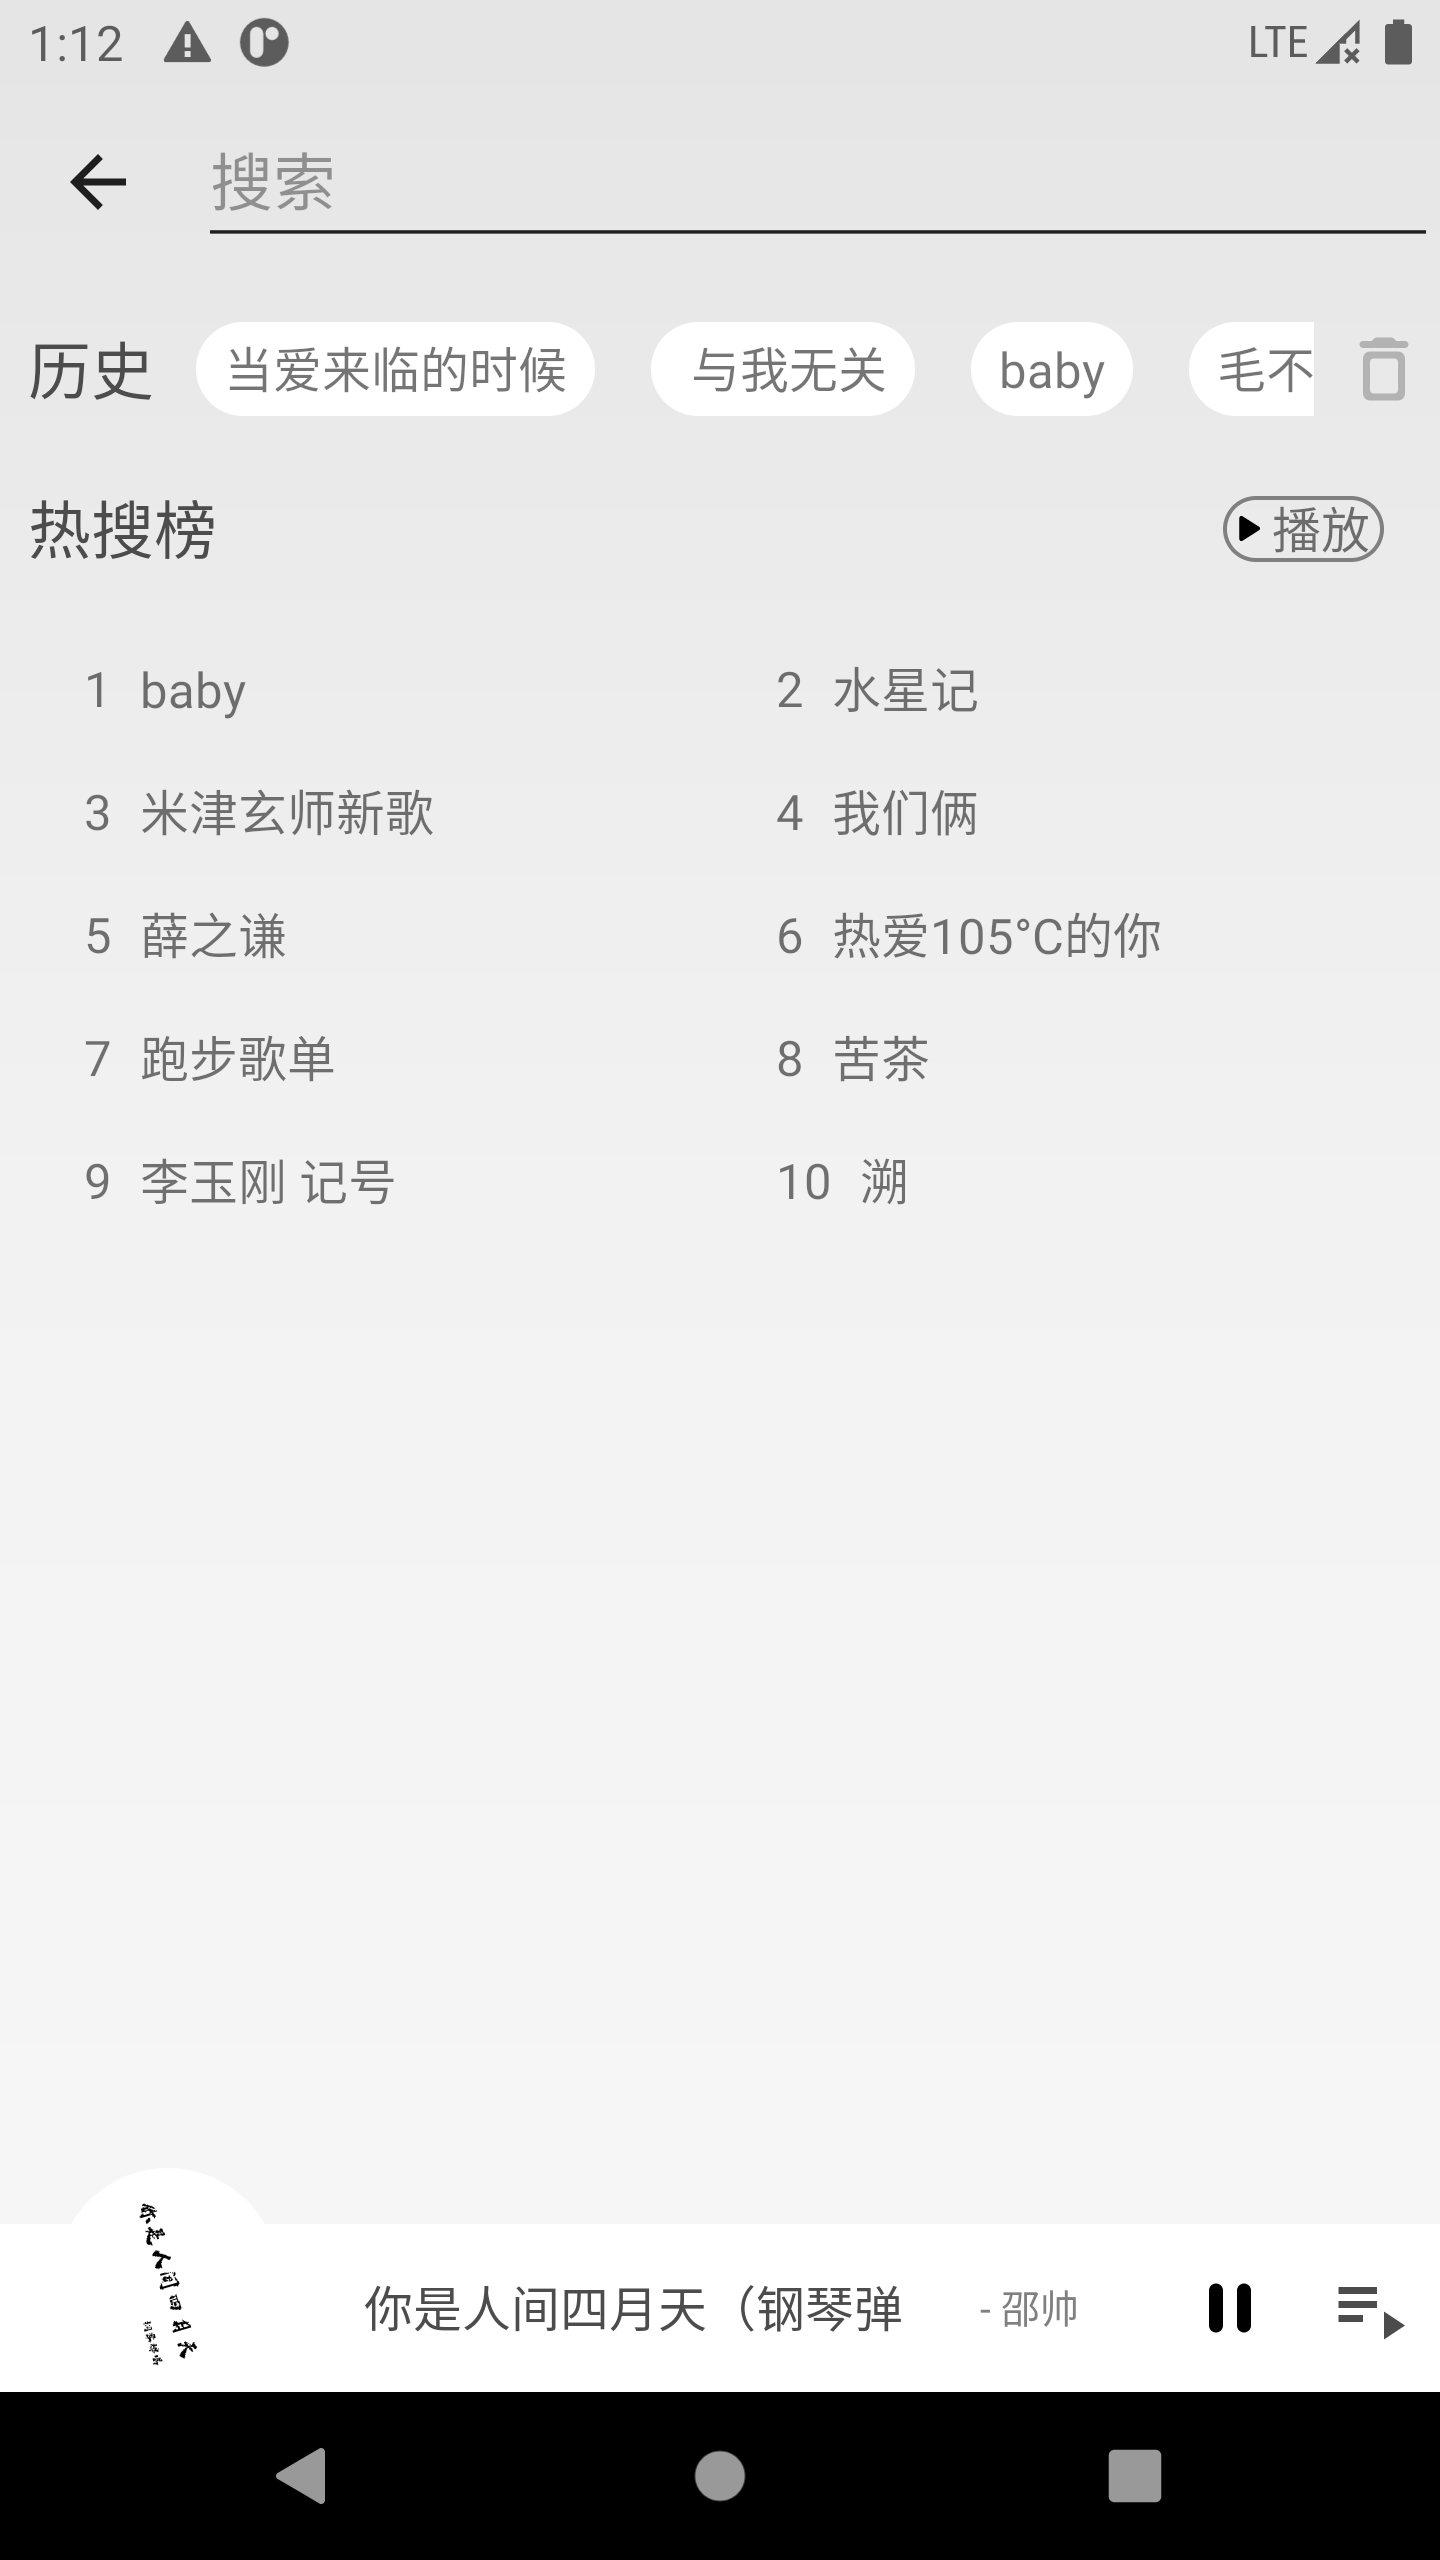 1:12 LTE
搜索
历史 当爱来临的时候 与我无关 baby 毛不
热搜榜 播放
1 baby 2 水星记
3 米津玄师新歌 4 我们俩
5 薛之谦 6 热爱105°C的你
7 跑步歌单 8 苦茶
9 李玉刚 记号 10 溯
你是人间四月天
你是人间四月天（钢琴弹 - 邵帅